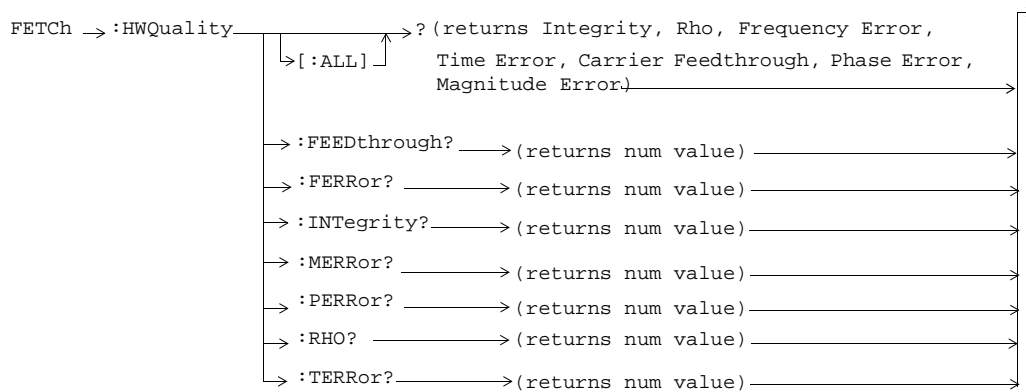 FETCh :HWQuality ? (returns Integrity, Rho, Frequency Error,
[:ALL] Time Error, Carrier Feedthrough, Phase Error,
Magnitude Error)
:FEEDthrough? (returns num value)
:FERRor? (returns num value)
:INTegrity? (returns num value)
:MERRor? (returns num value)
:PERRor? (returns num value)
:RHO? (returns num value)
:TERRor? (returns num value)